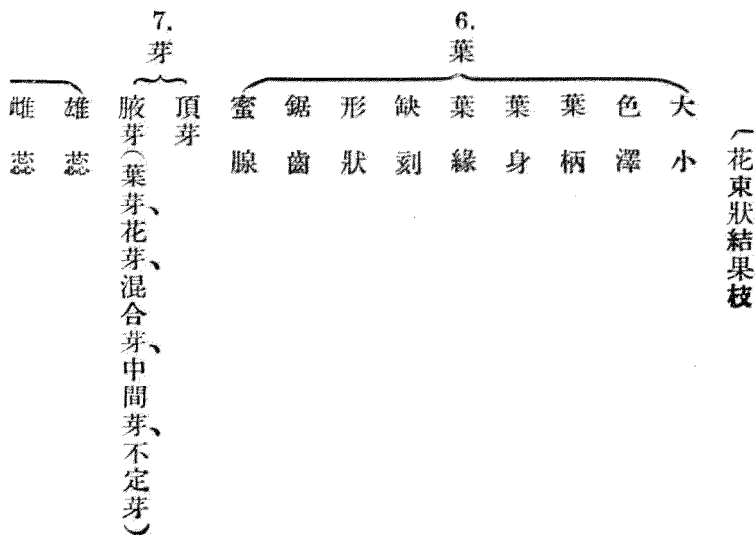 花束狀結果枝
6. 葉
大小
色澤
葉柄
葉身
葉緣
缺刻
形狀
鋸齒
蜜腺
7. 芽
頂芽
腋芽(葉芽、花芽、混合芽、中間芽、不定芽)
雄蕊
雌蕊